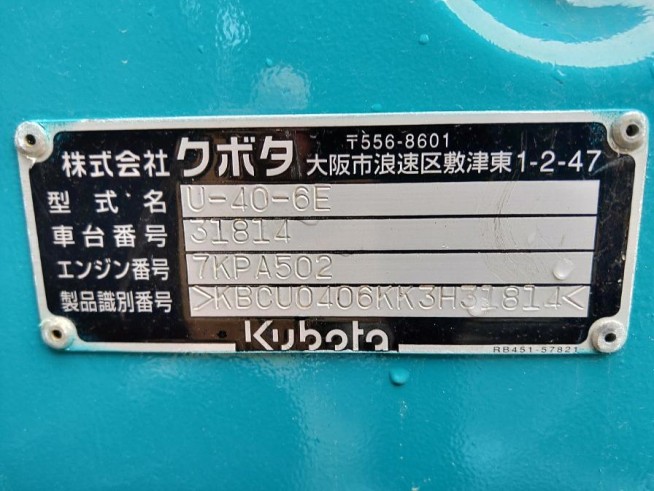 〒556-8601
株式会社 クボタ 大阪市浪速区敷津東1-2-47
型式名 U-40-6E
車台番号 31814
エンジン番号 7KPA502
製品識別番号 >KBCU0406KK3H31814<
Kubota
RB451-57821